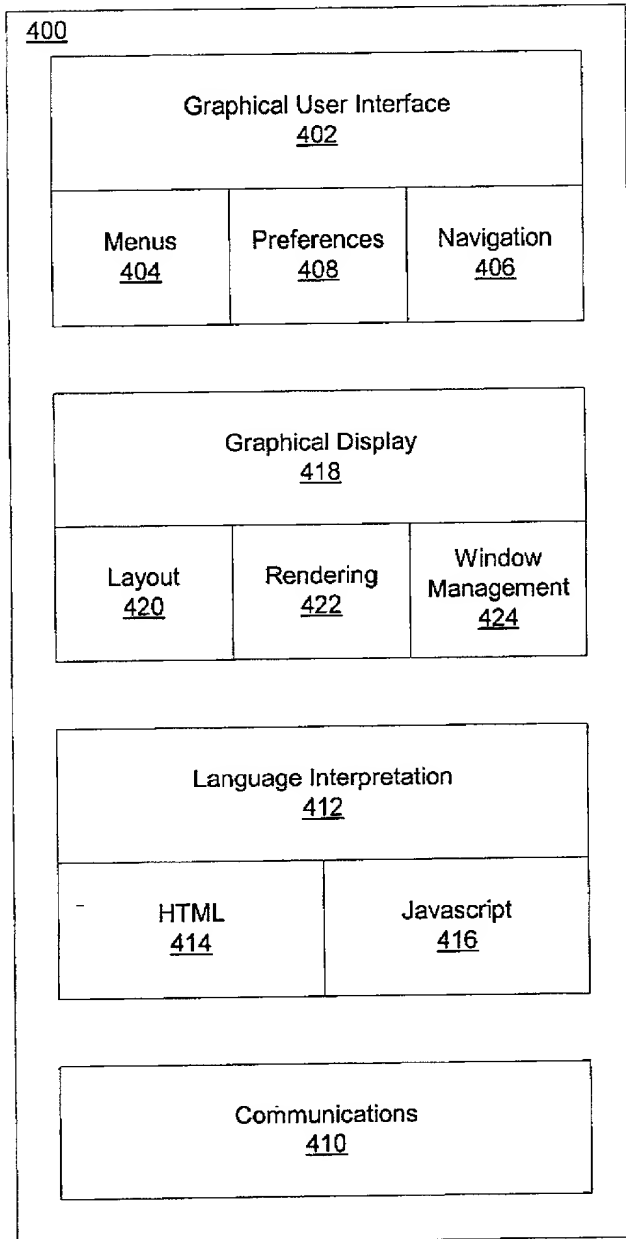 400
Graphical User Interface
402
Menus
404
Preferences
408
Navigation
406
Graphical Display
418
Layout
420
Rendering
422
Window
Management
424
Language Interpretation
412
HTML
414
Javascript
416
Communications
410